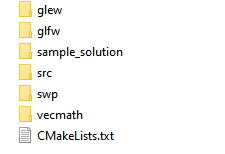 glew
glfw
sample_solution
src
swp
vecmath
CMakeLists.txt